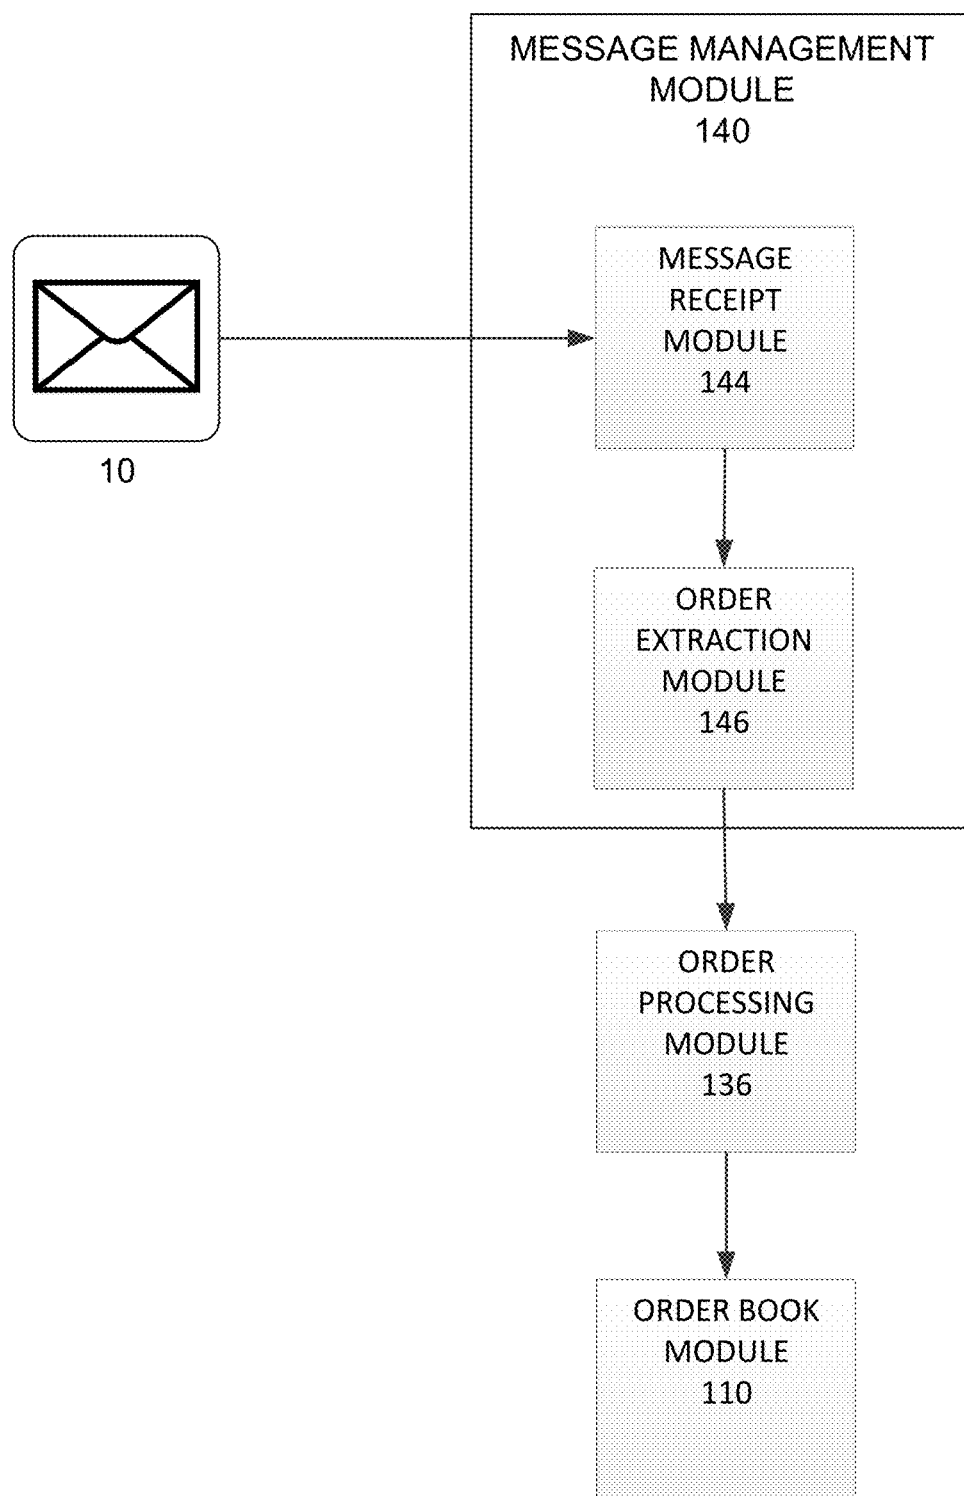 MESSAGE MANAGEMENT
MODULE
140
MESSAGE
RECEIPT
MODULE
144
10
ORDER
EXTRACTION
MODULE
146
ORDER
PROCESSING
MODULE
136
ORDER BOOK
MODULE
110